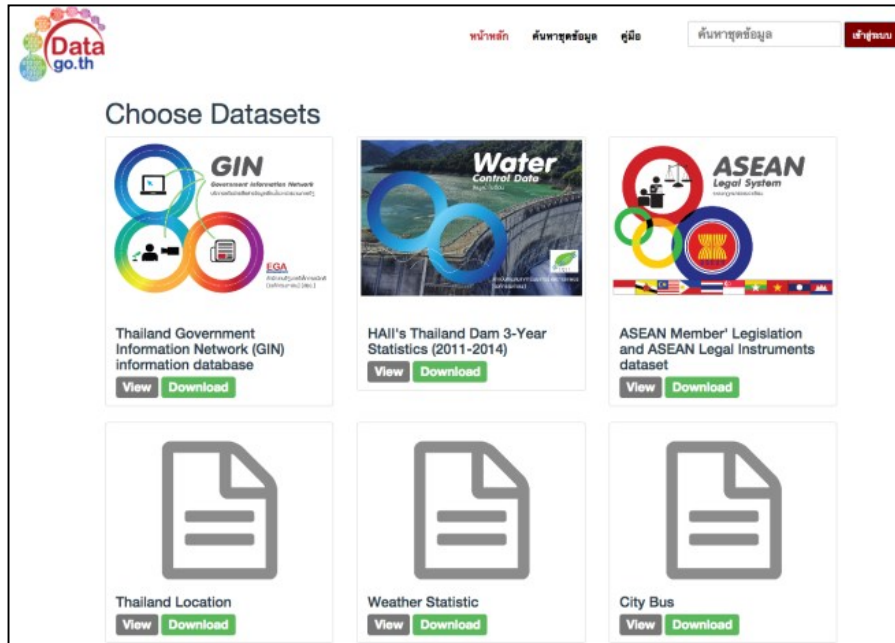 Data
go.th
หน้าหลัก ค้นหาชุดข้อมูล คู่มือ ค้นหาชุดข้อมูล เข้าสู่ระบบ
Choose Datasets
GIN
Government Information Network
EGA
Water
Control Data
ASEAN
Legal System
Thailand Government
Information Network (GIN)
information database
View Download
HAII's Thailand Dam 3-Year
Statistics (2011-2014)
View Download
ASEAN Member' Legislation
and ASEAN Legal Instruments
dataset
View Download
Thailand Location
View Download
Weather Statistic
View Download
City Bus
View Download